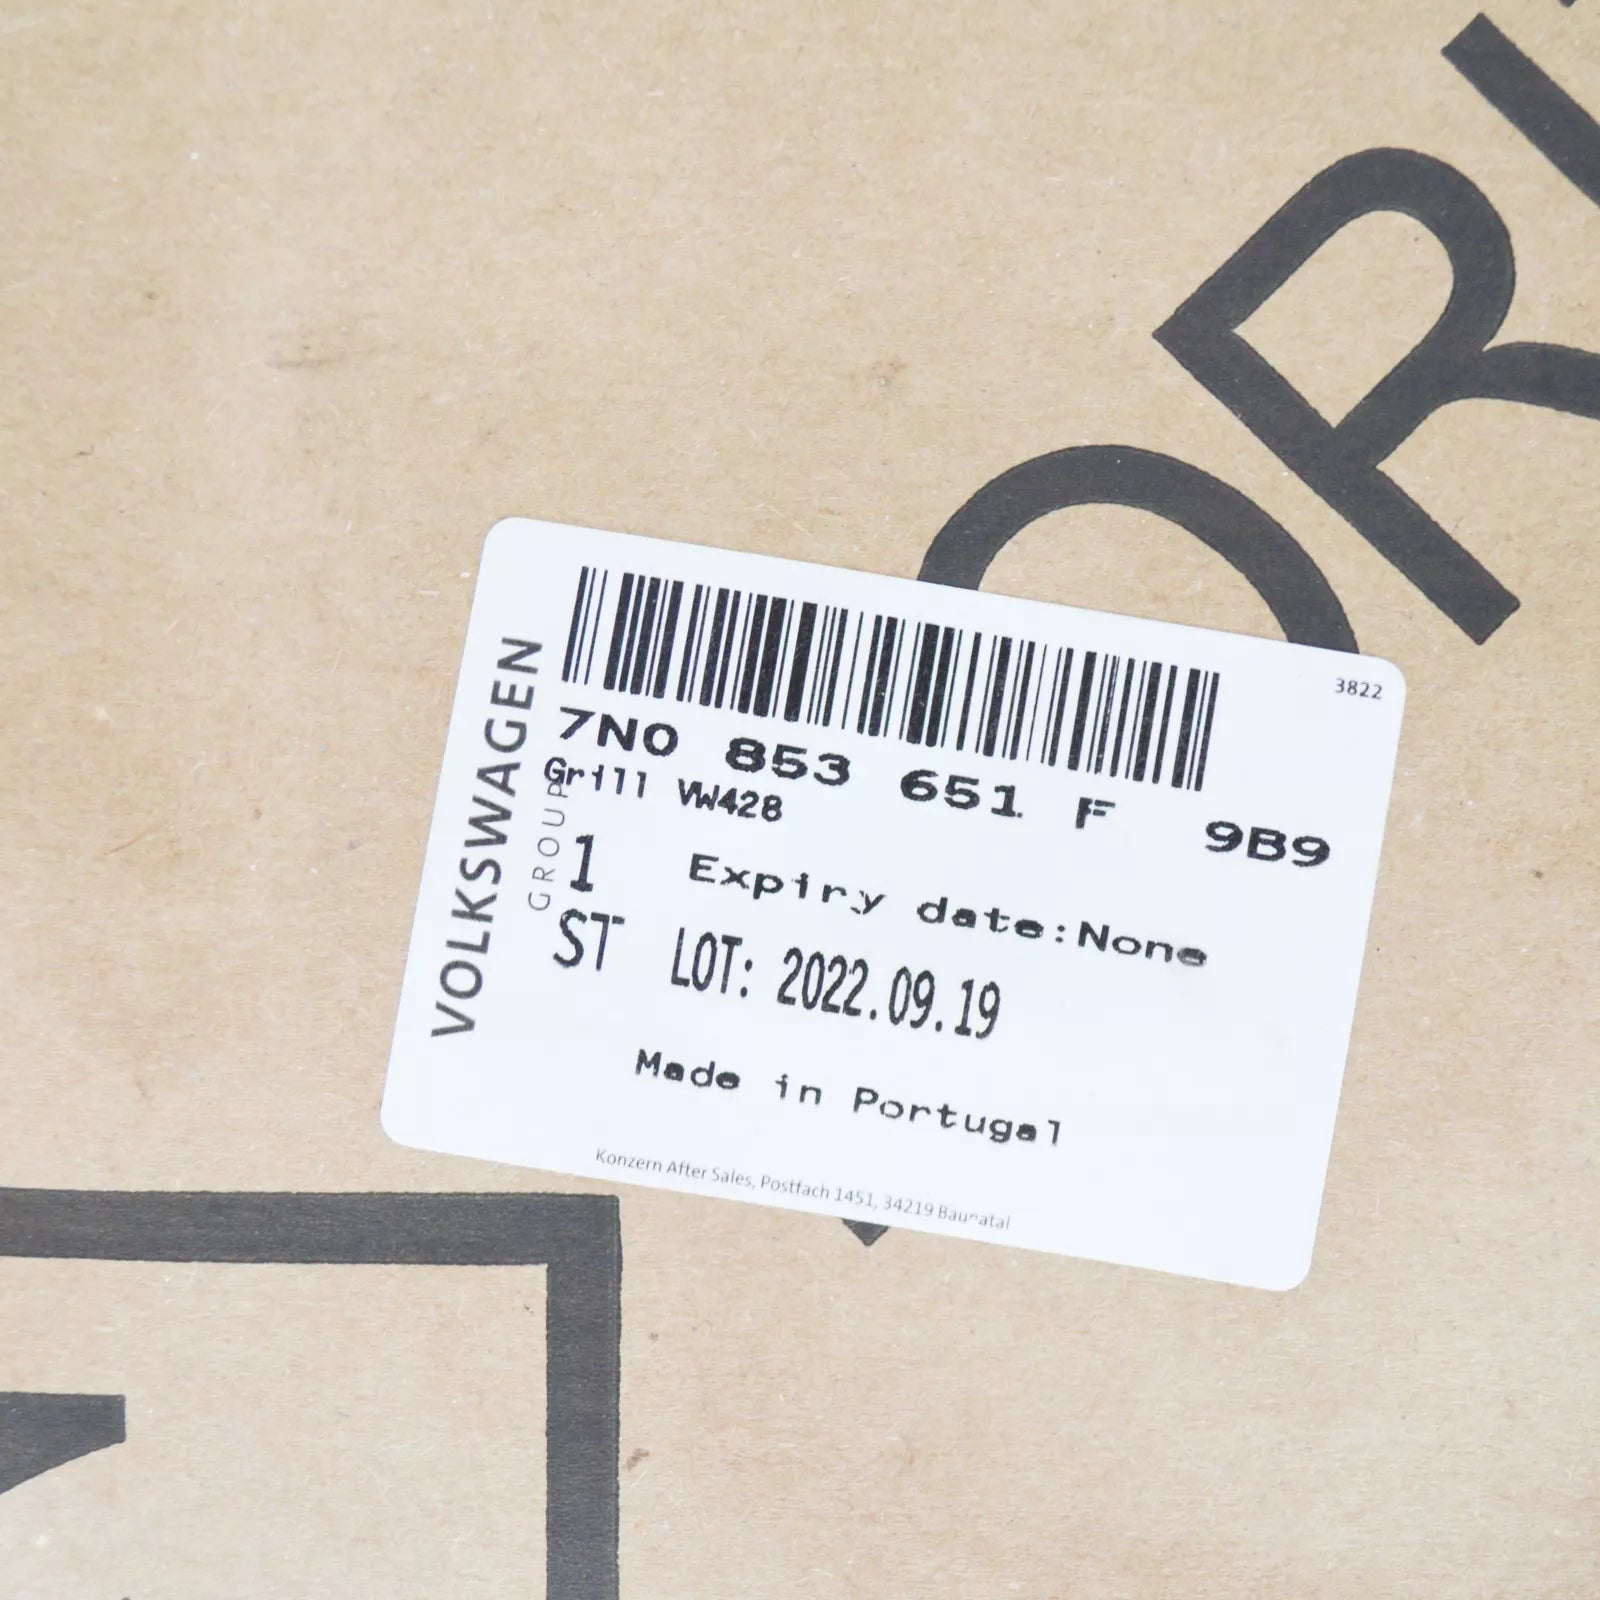 3822
7N0 853 651 F 9B9
Grill VW428
1 Expiry date:None
ST LOT: 2022.09.19
Made in Portugal
Konzern After Sales, Postfach 1451, 34219 Baunatal
VOLKSWAGEN
GROUP